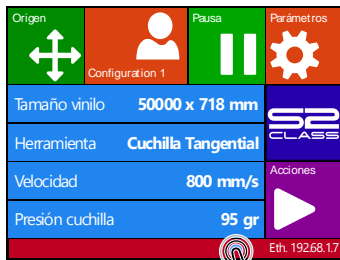 Origen
Configuration 1
Pausa
Parámetros
Tamaño vinilo 50000 x 718 mm
Herramienta Cuchilla Tangential
Velocidad 800 mm/s
Presión cuchilla 95 gr
S2
CLASS
Acciones
Eth. 192.68.1.7